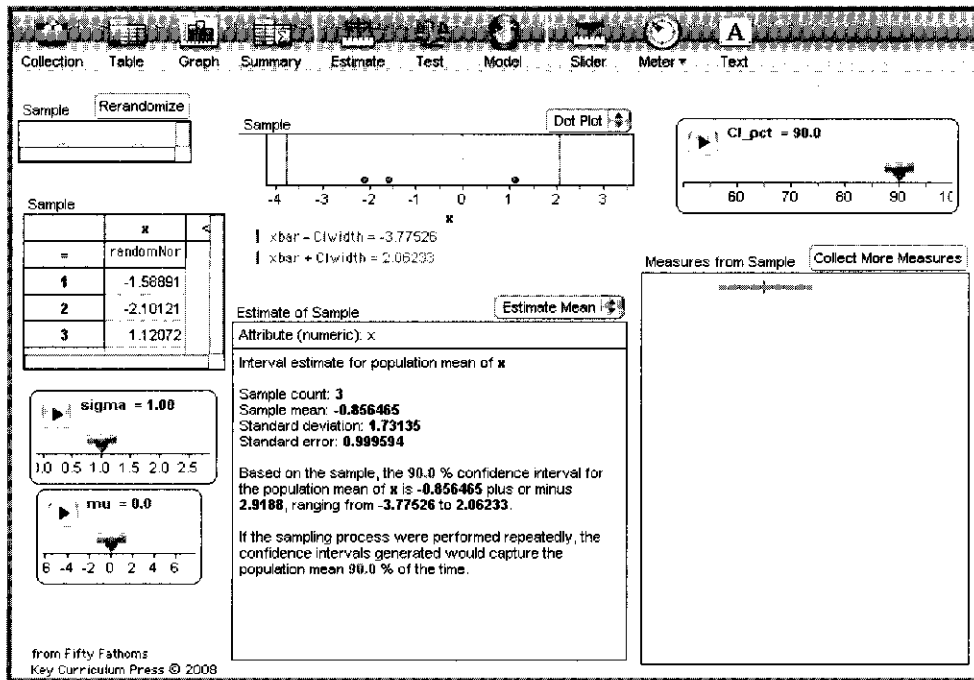 Collection Table Graph Summary Estimate Test Model Slider Meter Text
Sample Rerandomize
Sample
Dot Plot
-4 -3 -2 -1 0 1 2 3
x
xbar - CIwidth = -3.77526
xbar + CIwidth = 2.06233
CI_pct = 90.0
60 70 80 90
Sample
x
= randomNor
1 -1.58891
2 -2.10121
3 1.12072
sigma = 1.00
0.5 1.0 1.5 2.0 2.5
mu = 0.0
6 -4 -2 0 2 4 6
Estimate of Sample Estimate Mean
Attribute (numeric): x
Interval estimate for population mean of x
Sample count: 3
Sample mean: -0.856465
Standard deviation: 1.73135
Standard error: 0.999594
Based on the sample, the 90.0 % confidence interval for
the population mean of x is -0.856465 plus or minus
2.9188, ranging from -3.77526 to 2.06233.
If the sampling process were performed repeatedly, the
confidence intervals generated would capture the
population mean 90.0 % of the time.
Measures from Sample Collect More Measures
from Fifty Fathoms
Key Curriculum Press © 2008